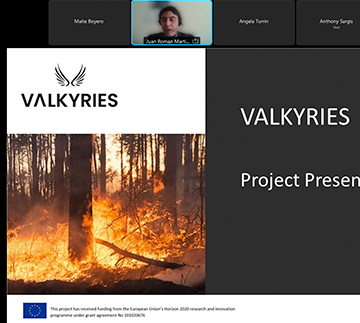 Maite Boyero
Juan Roman Marti...
Angela Turrin
Anthony Sargis
VALKYRIES
VALKYRIES
Project Presen
This project has received funding from the European Union's Horizon 2020 research and innovation
programme under grant agreement No 101020676